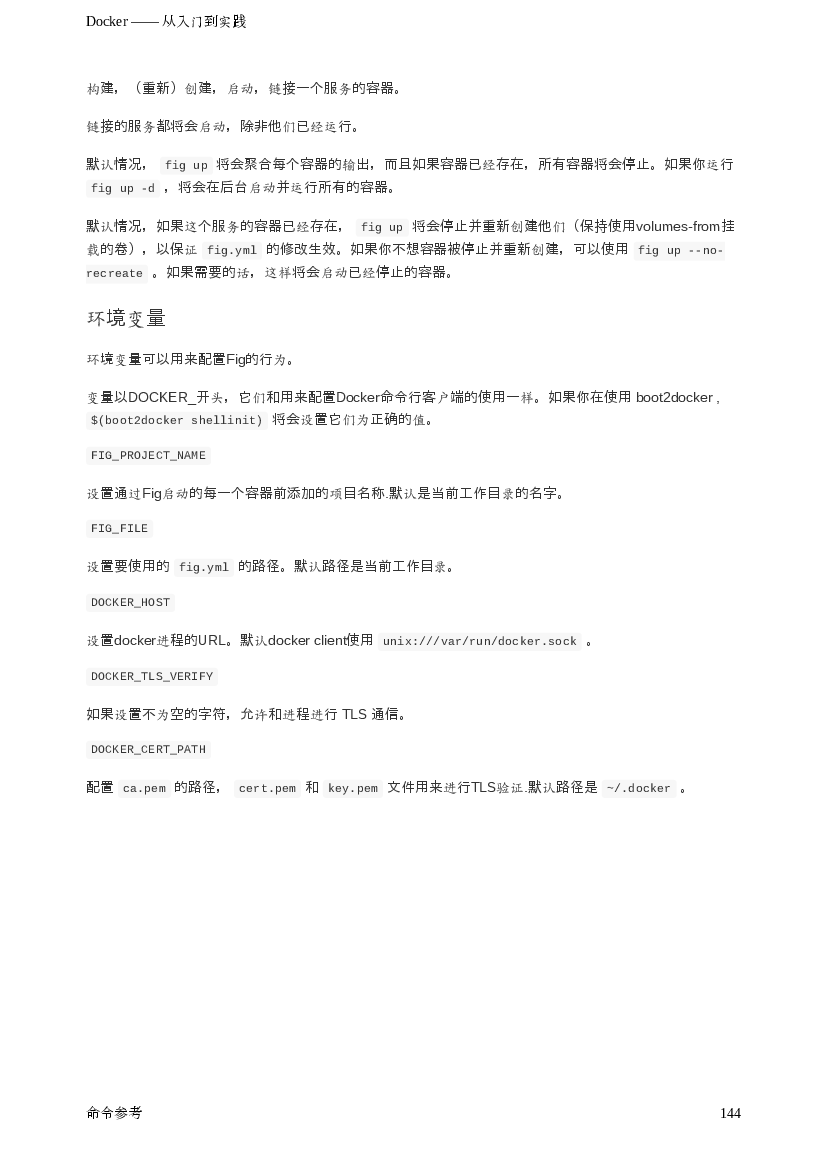 Docker —— 从入门到实践
构建，（重新）创建，启动，链接一个服务的容器。
链接的服务都将会启动，除非他们已经运行。
默认情况， fig up 将会聚合每个容器的输出，而且如果容器已经存在，所有容器将会停止。如果你运行
fig up -d ，将会在后台启动并运行所有的容器。
默认情况，如果这个服务的容器已经存在， fig up 将会停止并重新创建他们（保持使用volumes-from挂
载的卷），以保证 fig.yml 的修改生效。如果你不想容器被停止并重新创建，可以使用 fig up --no-
recreate 。如果需要的话，这样将会启动已经停止的容器。
环境变量
环境变量可以用来配置Fig的行为。
变量以DOCKER_开头，它们和用来配置Docker命令行客户端的使用一样。如果你在使用 boot2docker ,
$(boot2docker shellinit) 将会设置它们为正确的值。
FIG_PROJECT_NAME
设置通过Fig启动的每一个容器前添加的项目名称.默认是当前工作目录的名字。
FIG_FILE
设置要使用的 fig.yml 的路径。默认路径是当前工作目录。
DOCKER_HOST
设置docker进程的URL。默认docker client使用 unix:///var/run/docker.sock 。
DOCKER_TLS_VERIFY
如果设置不为空的字符，允许和进程进行 TLS 通信。
DOCKER_CERT_PATH
配置 ca.pem 的路径， cert.pem 和 key.pem 文件用来进行TLS验证.默认路径是 ~/.docker 。
命令参考 144